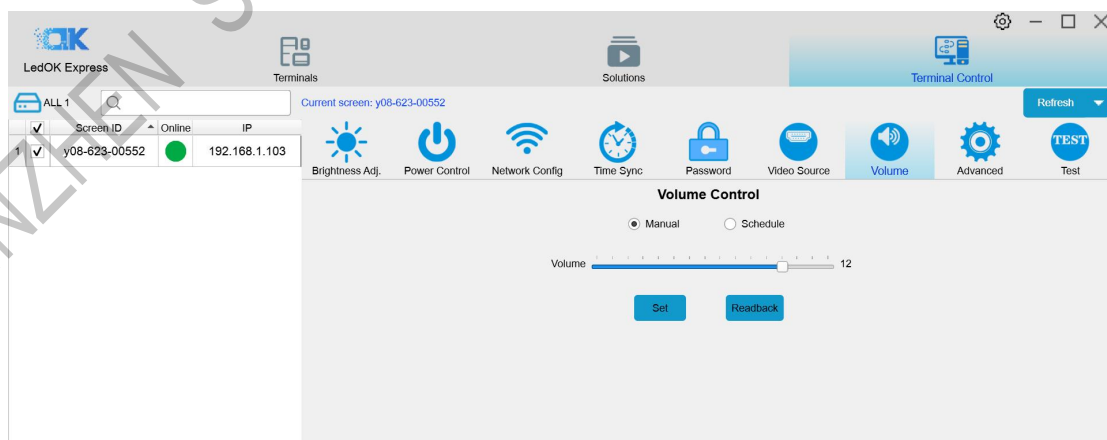 LedOK Express
Terminals
Solutions
Terminal Control
ALL 1
Current screen: y08-623-00552
Refresh
Screen ID Online IP
1 y08-623-00552 192.168.1.103
Brightness Adj. Power Control Network Config Time Sync Password Video Source Volume Advanced Test
TEST
Volume Control
Manual Schedule
Volume 12
Set Readback
NZHEN S